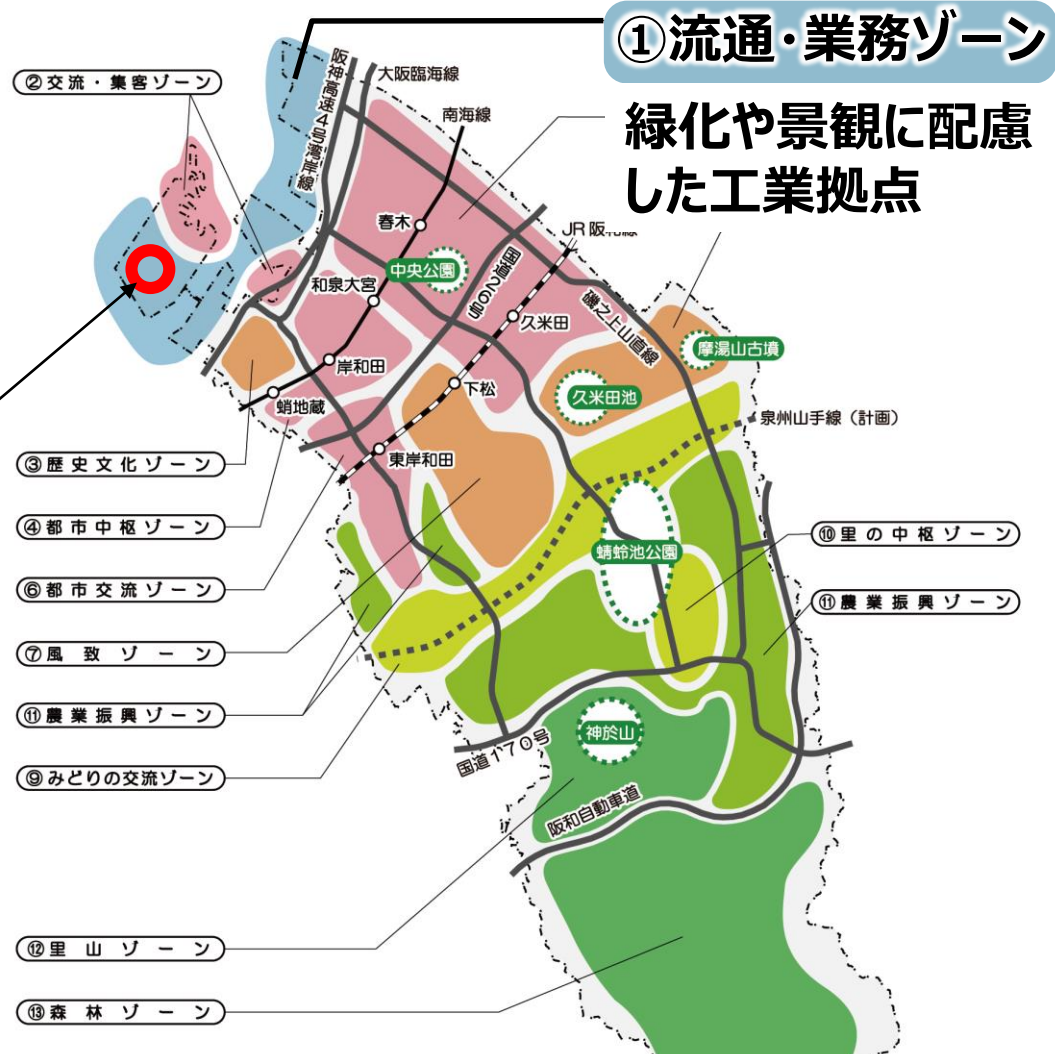 ①流通・業務ゾーン
緑化や景観に配慮
した工業拠点
②交流・集客ゾーン
阪神高速4号湾岸線
大阪臨海線
南海線
春木
中央公園
国道26号
JR阪和線
和泉大宮
久米田
磯之上山直線
摩湯山古墳
岸和田
下松
久米田池
蛸地蔵
泉州山手線（計画）
東岸和田
③歴史文化ゾーン
④都市中枢ゾーン
⑥都市交流ゾーン
⑦風致ゾーン
⑪農業振興ゾーン
⑨みどりの交流ゾーン
蜻蛉池公園
⑩里の中枢ゾーン
⑪農業振興ゾーン
神於山
国道170号
阪和自動車道
⑫里山ゾーン
⑬森林ゾーン